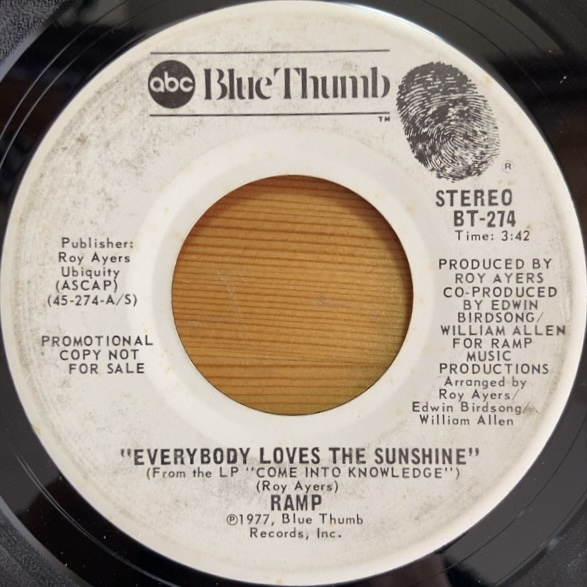 abc Blue Thumb
TM
®
STEREO
BT-274
Time: 3:42
Publisher:
Roy Ayers
Ubiquity
(ASCAP)
(45-274-A/S)
PROMOTIONAL
COPY NOT
FOR SALE
PRODUCED BY
ROY AYERS
CO-PRODUCED
BY EDWIN
BIRDSONG/
WILLIAM ALLEN
FOR RAMP
MUSIC
PRODUCTIONS
Arranged by
Roy Ayers/
Edwin Birdsong/
William Allen
"EVERYBODY LOVES THE SUNSHINE"
(From the LP "COME INTO KNOWLEDGE")
(Roy Ayers)
RAMP
℗1977, Blue Thumb
Records, Inc.